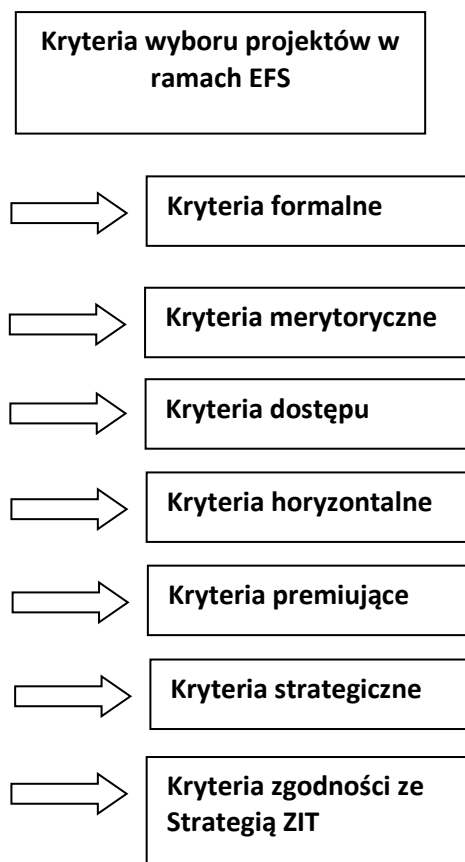 Kryteria wyboru projektów w
ramach EFS
Kryteria formalne
Kryteria merytoryczne
Kryteria dostępu
Kryteria horyzontalne
Kryteria premiujące
Kryteria strategiczne
Kryteria zgodności ze
Strategią ZIT